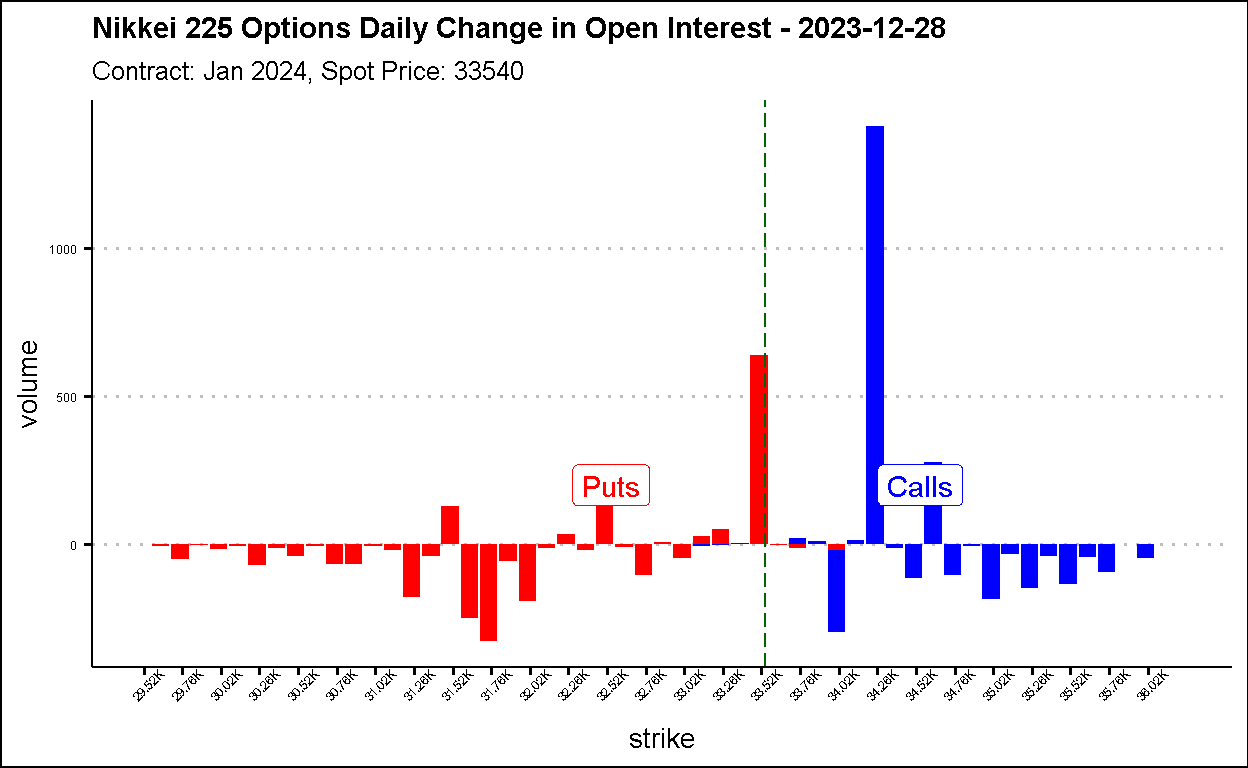 Nikkei 225 Options Daily Change in Open Interest - 2023-12-28
Contract: Jan 2024, Spot Price: 33540
volume
1000
500
0
Puts
Calls
29.52K
29.76K
30.02K
30.26K
30.52K
30.76K
31.02K
31.26K
31.52K
31.76K
32.02K
32.26K
32.52K
32.76K
33.02K
33.26K
33.52K
33.76K
34.02K
34.26K
34.52K
34.76K
35.02K
35.26K
35.52K
35.76K
36.02K
strike